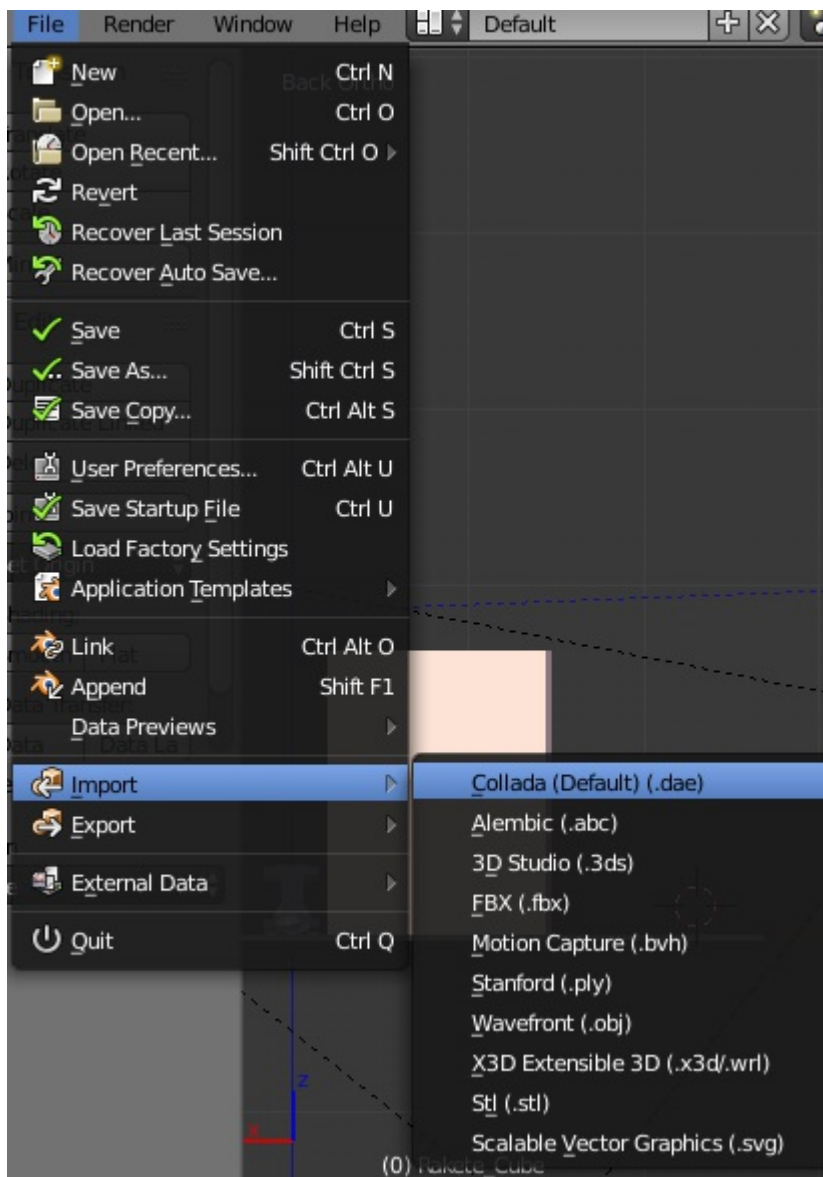 File Render Window Help Default
Back Ortho
New Ctrl N
Open... Ctrl O
Open Recent... Shift Ctrl O
Revert
Recover Last Session
Recover Auto Save...
Save Ctrl S
Save As... Shift Ctrl S
Save Copy... Ctrl Alt S
User Preferences... Ctrl Alt U
Save Startup File Ctrl U
Load Factory Settings
Application Templates
Link Ctrl Alt O
Append Shift F1
Data Previews
Import
Export
External Data
Quit Ctrl Q
Collada (Default) (.dae)
Alembic (.abc)
3D Studio (.3ds)
FBX (.fbx)
Motion Capture (.bvh)
Stanford (.ply)
Wavefront (.obj)
X3D Extensible 3D (.x3d/.wrl)
Stl (.stl)
Scalable Vector Graphics (.svg)
z
x
(0) Rakete_Cube